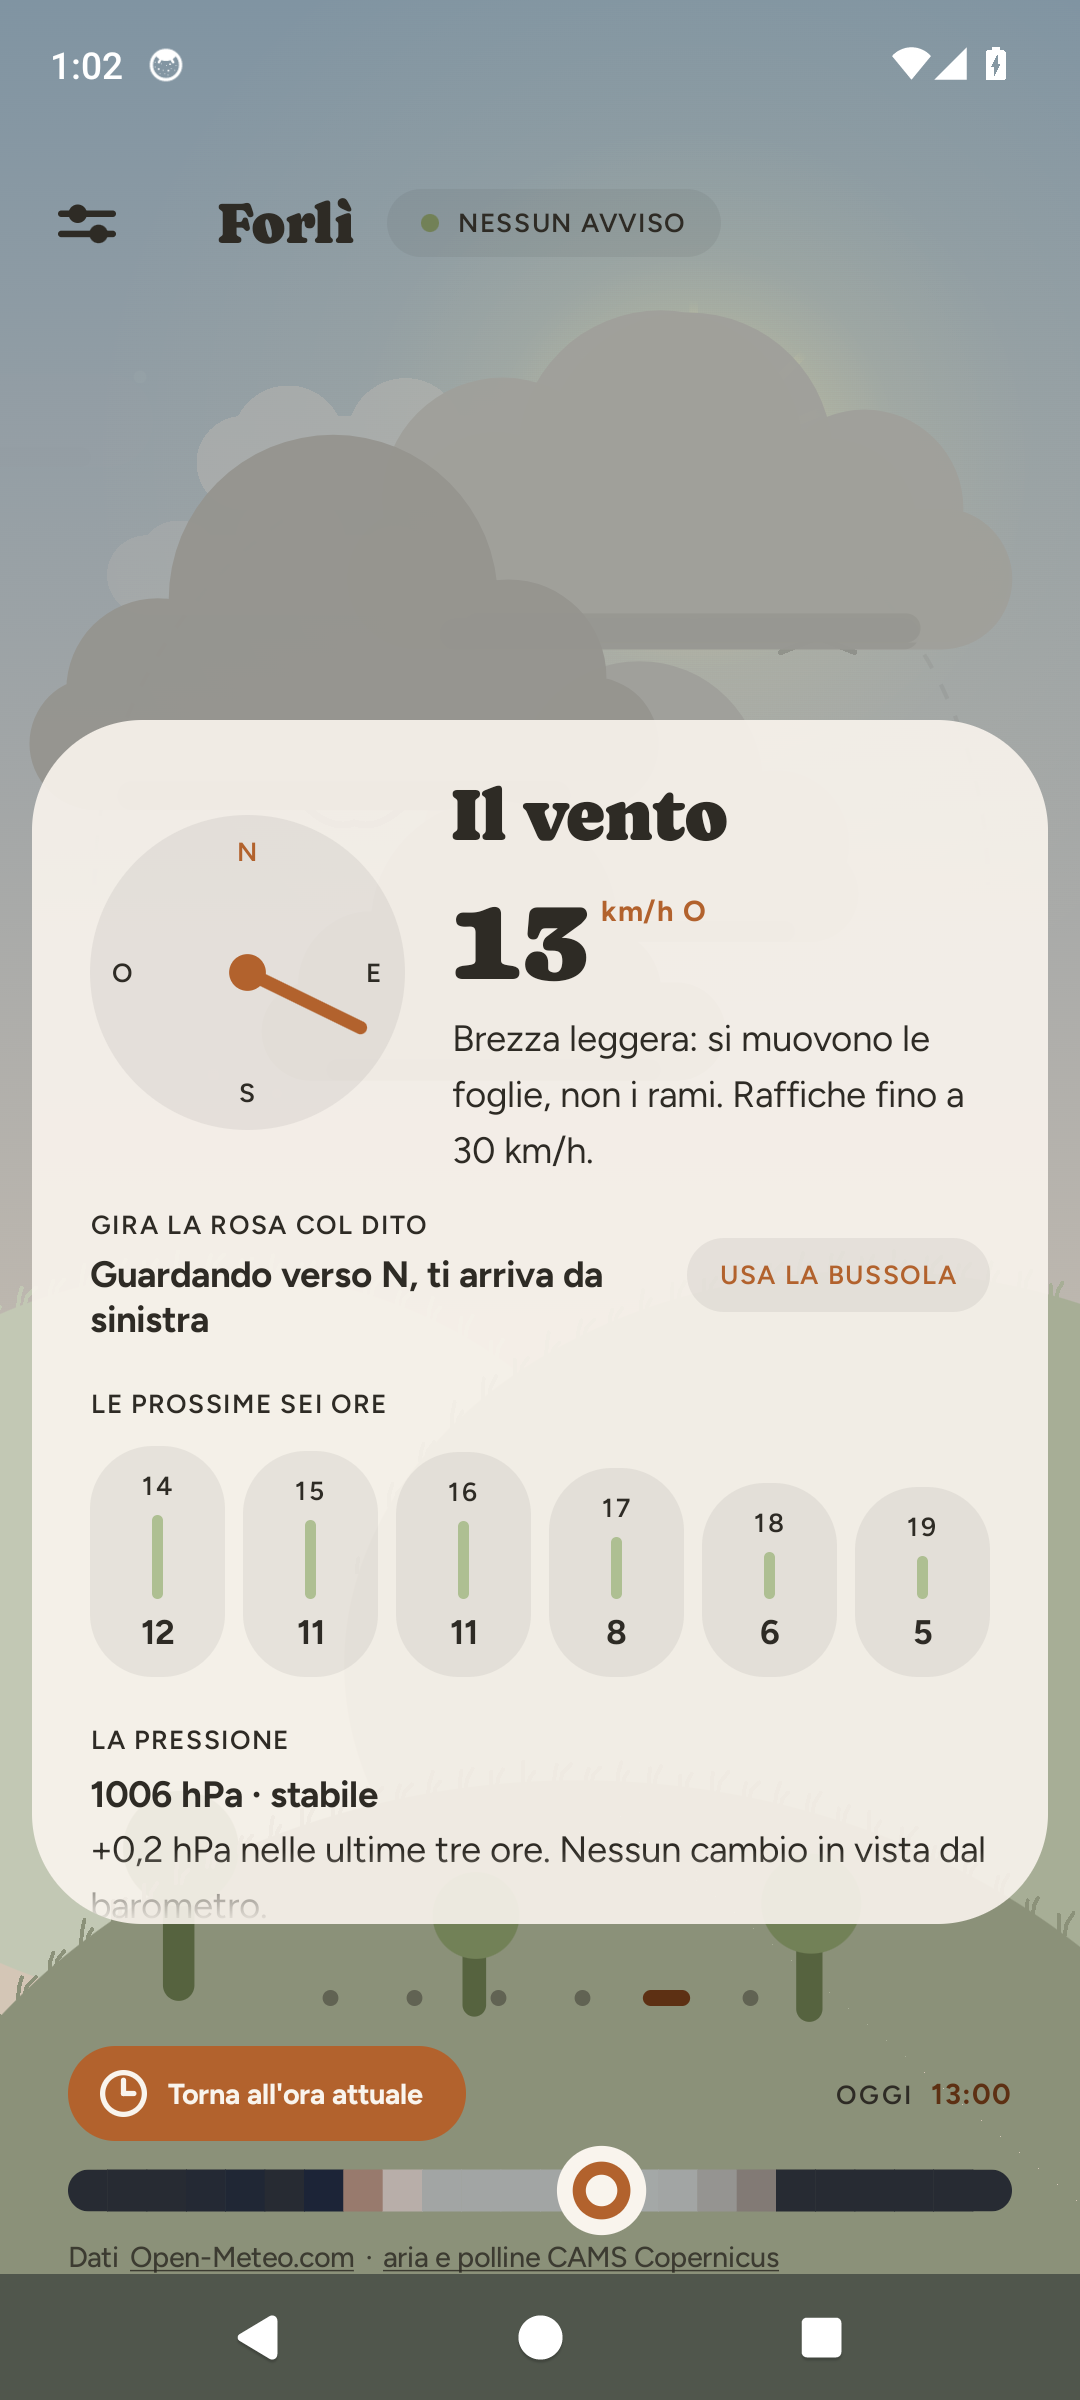 1:02
Forlì
NESSUN AVVISO
Il vento
N
O
E
S
13 km/h O
Brezza leggera: si muovono le
foglie, non i rami. Raffiche fino a
30 km/h.
GIRA LA ROSA COL DITO
Guardando verso N, ti arriva da
sinistra
USA LA BUSSOLA
LE PROSSIME SEI ORE
14 15 16 17 18 19
12 11 11 8 6 5
LA PRESSIONE
1006 hPa · stabile
+0,2 hPa nelle ultime tre ore. Nessun cambio in vista dal
barometro.
Torna all'ora attuale
OGGI 13:00
Dati Open-Meteo.com · aria e polline CAMS Copernicus